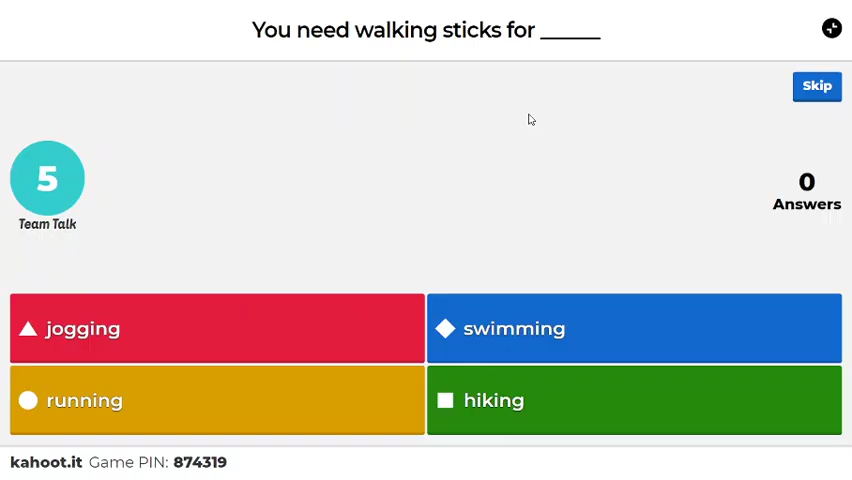 You need walking sticks for ______
Skip
5
Team Talk
0
Answers
jogging
swimming
running
hiking
kahoot.it Game PIN: 874319